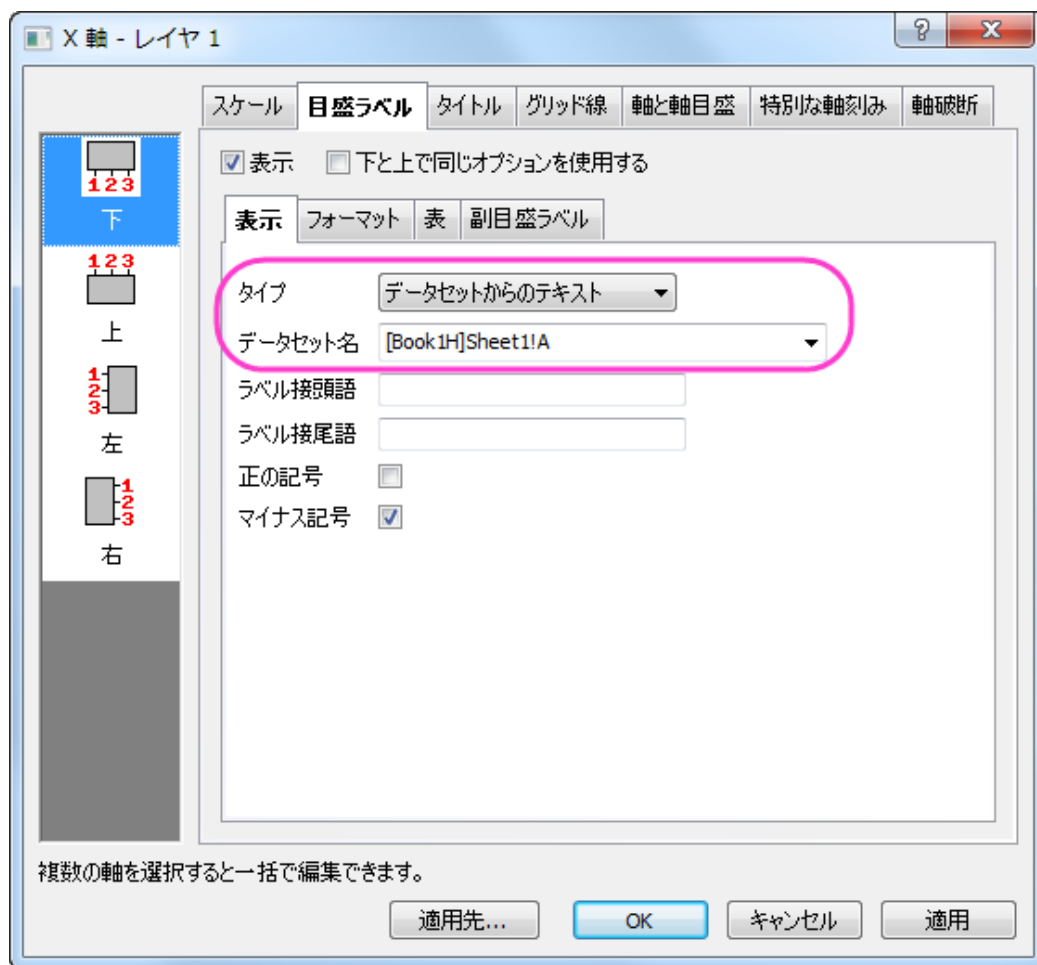 X 軸 - レイヤ 1
スケール 目盛ラベル タイトル グリッド線 軸と軸目盛 特別な軸刻み 軸破断
123
下
123
上
1
2
3
左
1
2
3
右
表示 下と上で同じオプションを使用する
表示 フォーマット 表 副目盛ラベル
タイプ データセットからのテキスト
データセット名 [Book1H]Sheet1!A
ラベル接頭語
ラベル接尾語
正の記号
マイナス記号
複数の軸を選択すると一括で編集できます。
適用先... OK キャンセル 適用